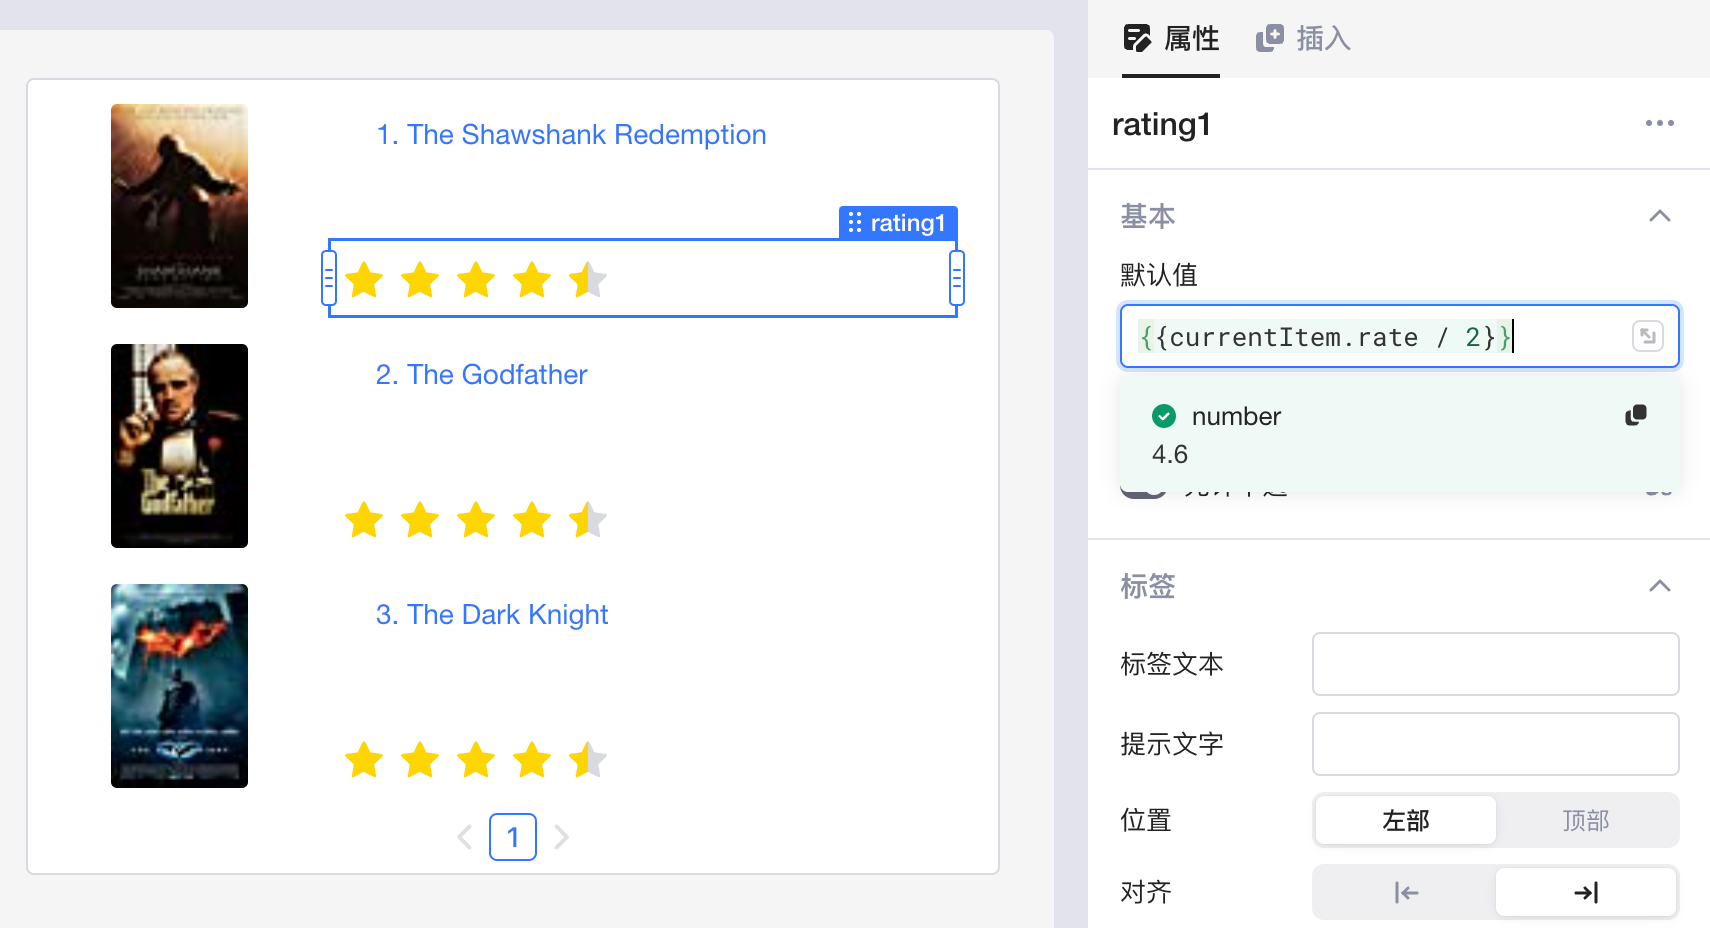 1. The Shawshank Redemption
rating1
2. The Godfather
The
Godfather
3. The Dark Knight
1
属性
插入
rating1
基本
默认值
{{currentItem.rate / 2}}
number
4.6
标签
标签文本
提示文字
位置
左部
顶部
对齐